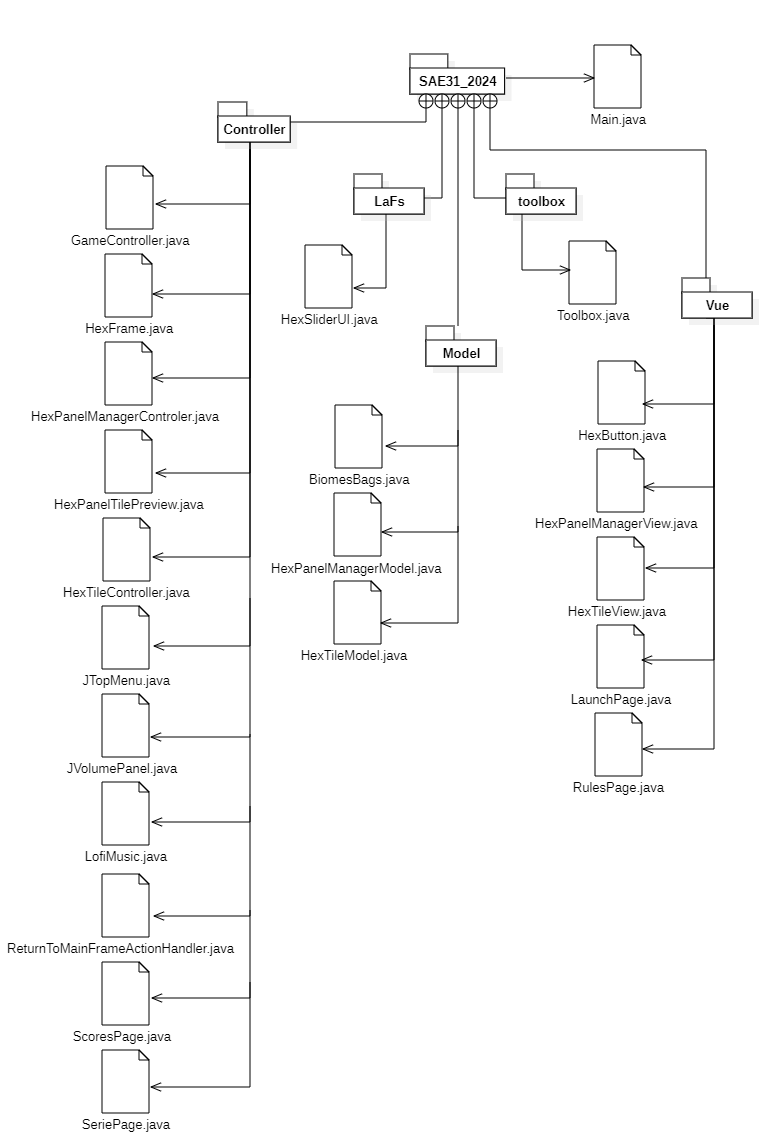 SAE31_2024
Main.java
Controller
GameController.java
HexFrame.java
HexPanelManagerControler.java
HexPanelTilePreview.java
HexTileController.java
JTopMenu.java
JVolumePanel.java
LofiMusic.java
ReturnToMainFrameActionHandler.java
ScoresPage.java
SeriePage.java
LaFs
HexSliderUI.java
Model
BiomesBags.java
HexPanelManagerModel.java
HexTileModel.java
toolbox
Toolbox.java
Vue
HexButton.java
HexPanelManagerView.java
HexTileView.java
LaunchPage.java
RulesPage.java